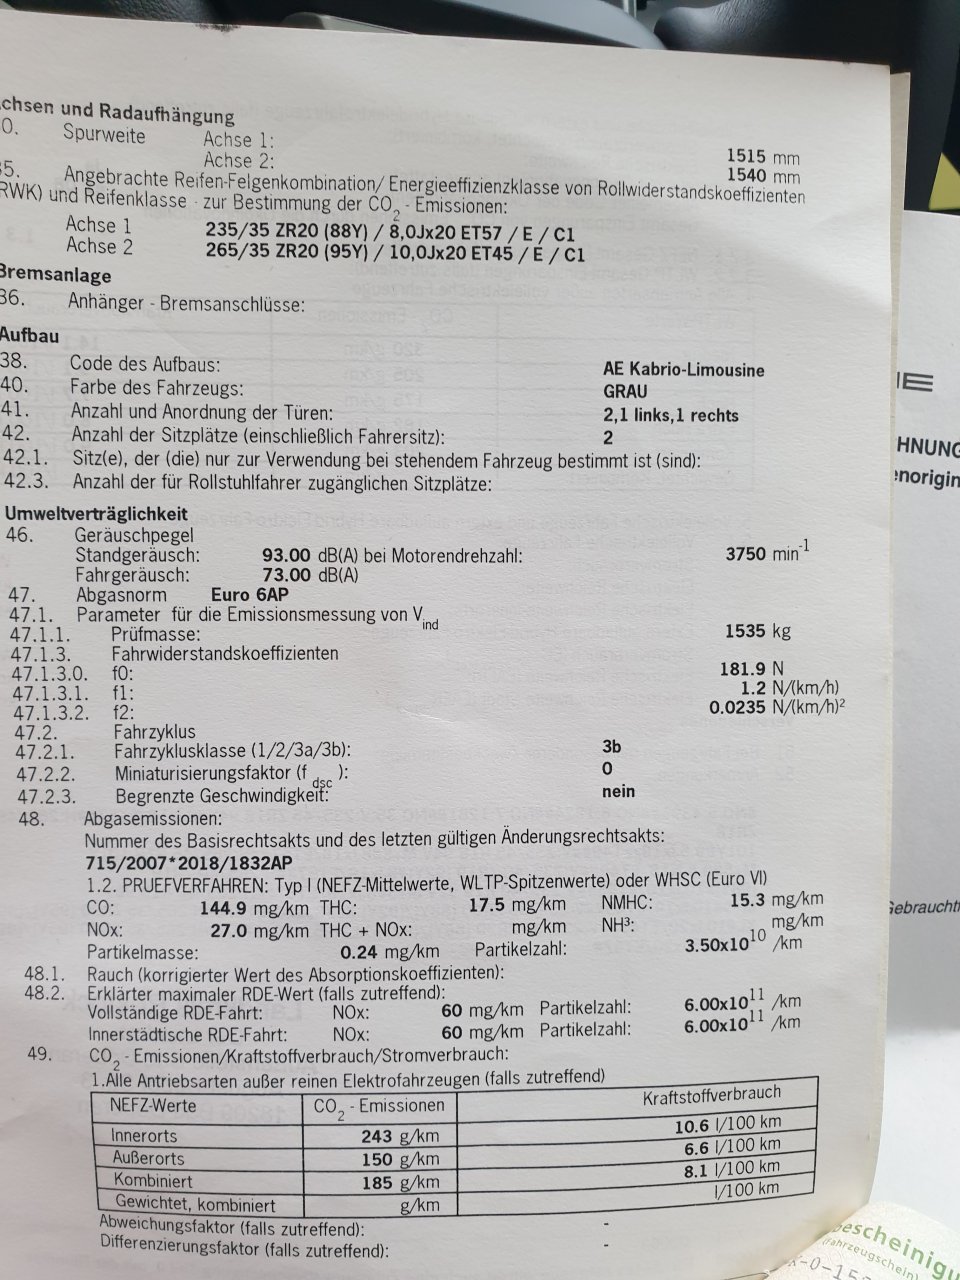 chsen und Radaufhängung
0. Spurweite Achse 1: 1515 mm
Achse 2: 1540 mm
35. Angebrachte Reifen-Felgenkombination/ Energieeffizienzklasse von Rollwiderstandskoeffizienten
RWK) und Reifenklasse - zur Bestimmung der CO2 - Emissionen:
Achse 1 235/35 ZR20 (88Y) / 8,0Jx20 ET57 / E / C1
Achse 2 265/35 ZR20 (95Y) / 10,0Jx20 ET45 / E / C1
Bremsanlage
36. Anhänger - Bremsanschlüsse:
Aufbau
38. Code des Aufbaus: AE Kabrio-Limousine
40. Farbe des Fahrzeugs: GRAU
41. Anzahl und Anordnung der Türen: 2,1 links,1 rechts
42. Anzahl der Sitzplätze (einschließlich Fahrersitz): 2
42.1. Sitz(e), der (die) nur zur Verwendung bei stehendem Fahrzeug bestimmt ist (sind):
42.3. Anzahl der für Rollstuhlfahrer zugänglichen Sitzplätze:
Umweltverträglichkeit
46. Geräuschpegel
Standgeräusch: 93.00 dB(A) bei Motorendrehzahl: 3750 min-1
Fahrgeräusch: 73.00 dB(A)
47. Abgasnorm Euro 6AP
47.1. Parameter für die Emissionsmessung von Vind
47.1.1. Prüfmasse: 1535 kg
47.1.3. Fahrwiderstandskoeffizienten
47.1.3.0. f0: 181.9 N
47.1.3.1. f1: 1.2 N/(km/h)
47.1.3.2. f2: 0.0235 N/(km/h)²
47.2. Fahrzyklus
47.2.1. Fahrzyklusklasse (1/2/3a/3b): 3b
47.2.2. Miniaturisierungsfaktor (f dsc ): 0
47.2.3. Begrenzte Geschwindigkeit: nein
48. Abgasemissionen:
Nummer des Basisrechtsakts und des letzten gültigen Änderungsrechtsakts:
715/2007*2018/1832AP
1.2. PRUEFVERFAHREN: Typ I (NEFZ-Mittelwerte, WLTP-Spitzenwerte) oder WHSC (Euro VI)
CO: 144.9 mg/km THC: 17.5 mg/km NMHC: 15.3 mg/km
NOx: 27.0 mg/km THC + NOx: mg/km NH³: mg/km
Partikelmasse: 0.24 mg/km Partikelzahl: 3.50x10^10 /km
48.1. Rauch (korrigierter Wert des Absorptionskoeffizienten):
48.2. Erklärter maximaler RDE-Wert (falls zutreffend):
Vollständige RDE-Fahrt: NOx: 60 mg/km Partikelzahl: 6.00x10^11 /km
Innerstädtische RDE-Fahrt: NOx: 60 mg/km Partikelzahl: 6.00x10^11 /km
49. CO2 - Emissionen/Kraftstoffverbrauch/Stromverbrauch:
1.Alle Antriebsarten außer reinen Elektrofahrzeugen (falls zutreffend)
NEFZ-Werte CO2 - Emissionen Kraftstoffverbrauch
Innerorts 243 g/km 10.6 l/100 km
Außerorts 150 g/km 6.6 l/100 km
Kombiniert 185 g/km 8.1 l/100 km
Gewichtet, kombiniert g/km l/100 km
Abweichungsfaktor (falls zutreffend): -
Differenzierungsfaktor (falls zutreffend): -
HNUNG
enorigin
Gebraucht
bescheinigu
(Fahrzeugschein)